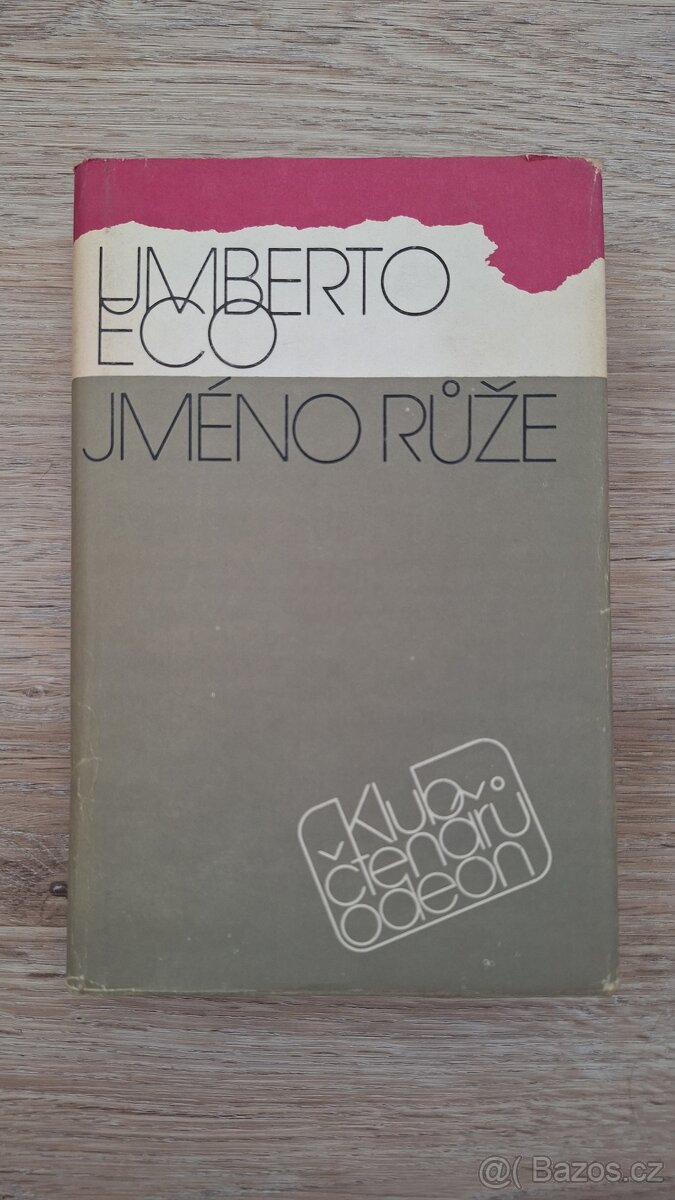 UMBERTO
ECO
JMÉNO RŮŽE
Klub
čtenářů
odeon
@( Bazos.cz